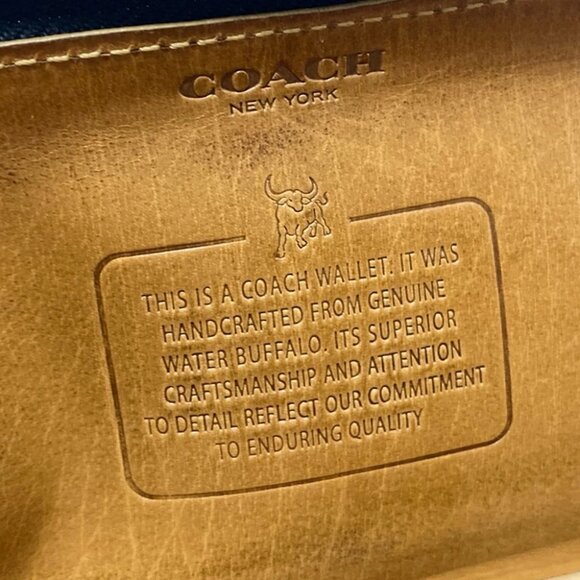 COACH
NEW YORK
THIS IS A COACH WALLET. IT WAS
HANDCRAFTED FROM GENUINE
WATER BUFFALO. ITS SUPERIOR
CRAFTSMANSHIP AND ATTENTION
TO DETAIL REFLECT OUR COMMITMENT
TO ENDURING QUALITY